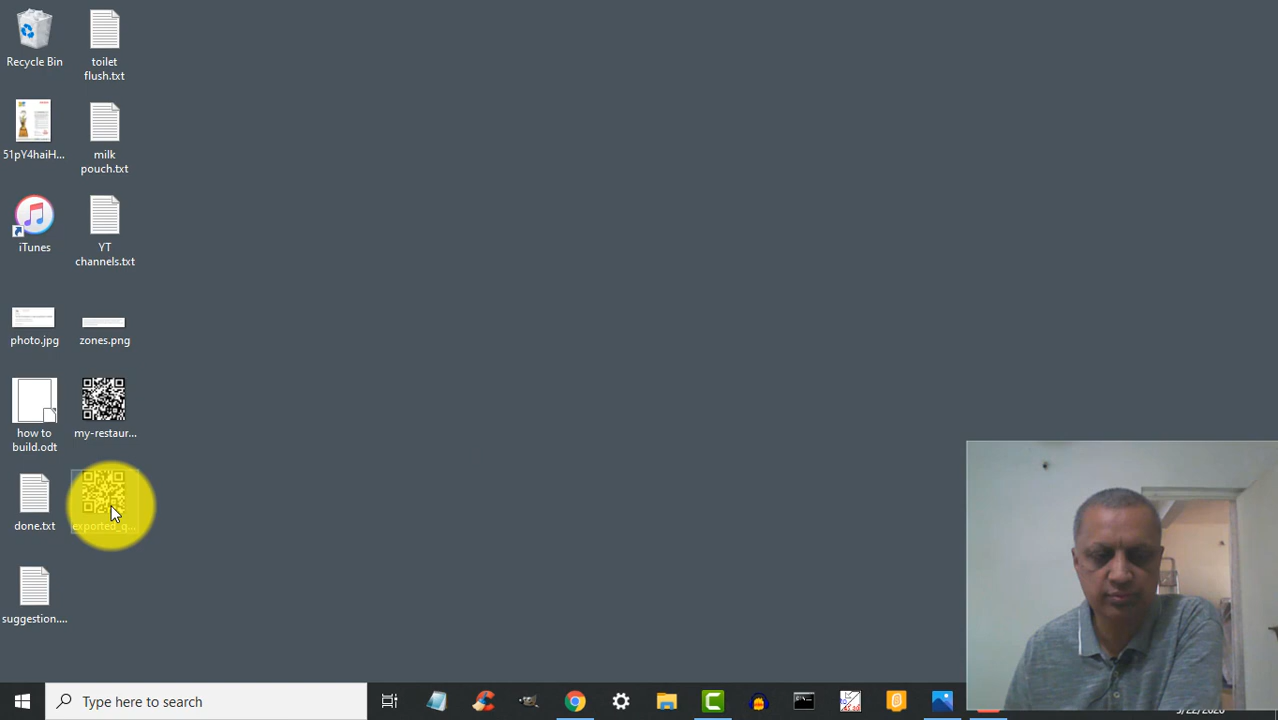 Recycle Bin
toilet
flush.txt
51pY4haiH...
milk
pouch.txt
iTunes
YT
channels.txt
photo.jpg
zones.png
how to
build.odt
my-restaur...
done.txt
exported_q...
suggestion....
Type here to search